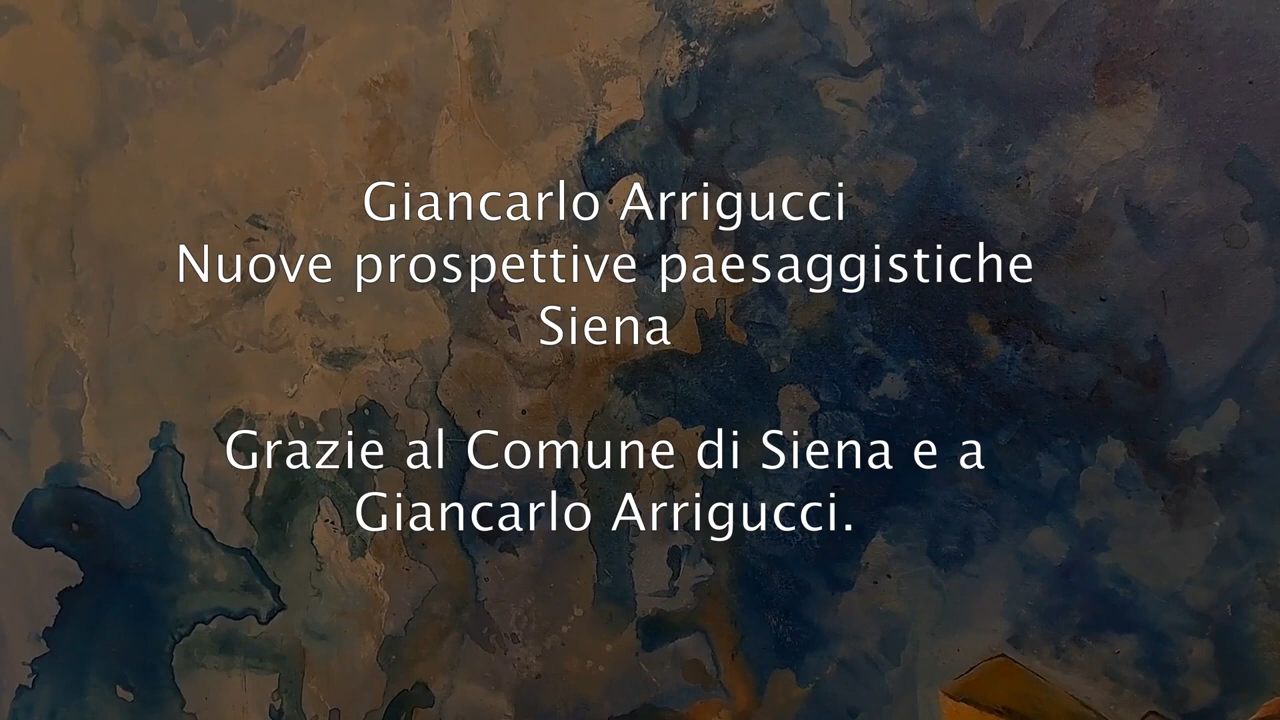 Giancarlo Arrigucci
Nuove prospettive paesaggistiche
Siena
Grazie al Comune di Siena e a
Giancarlo Arrigucci.